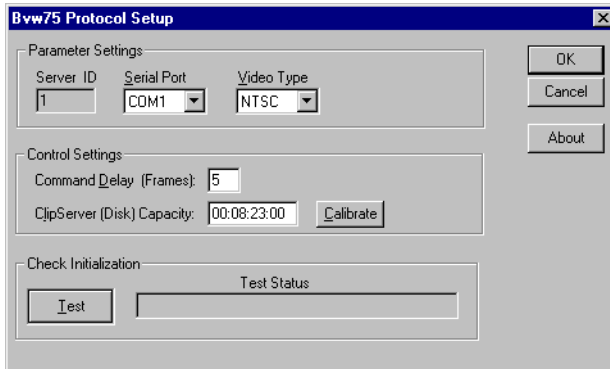 Bvw75 Protocol Setup
Parameter Settings
Server ID Serial Port Video Type
1 COM1 NTSC
OK
Cancel
About
Control Settings
Command Delay (Frames): 5
ClipServer (Disk) Capacity: 00:08:23:00 Calibrate
Check Initialization
Test Status
Test